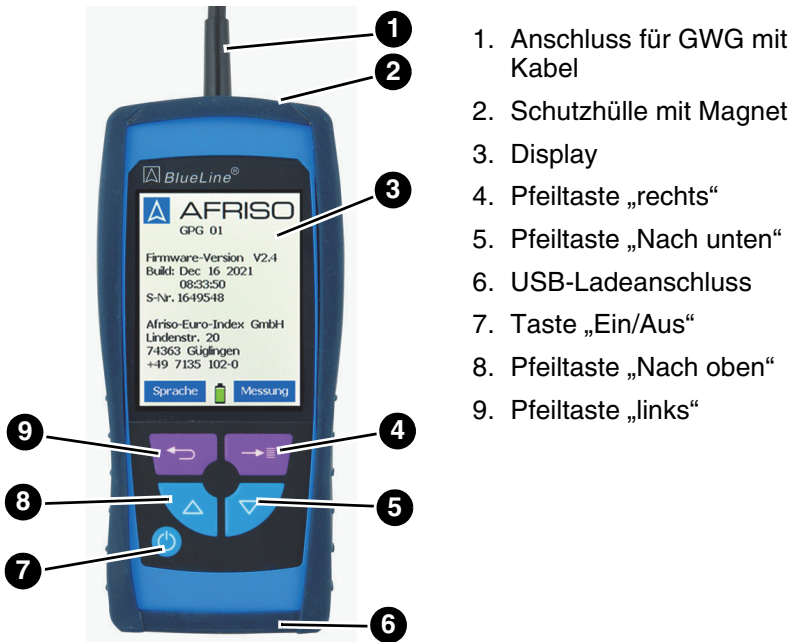 1
2
3
4
5
6
7
8
9
BlueLine®
AFRISO
GPG 01
Firmware-Version V2.4
Build: Dec 16 2021
08:33:50
S-Nr. 1649548
Afriso-Euro-Index GmbH
Lindenstr. 20
74363 Güglingen
+49 7135 102-0
Sprache Messung
1. Anschluss für GWG mit
Kabel
2. Schutzhülle mit Magnet
3. Display
4. Pfeiltaste „rechts“
5. Pfeiltaste „Nach unten“
6. USB-Ladeanschluss
7. Taste „Ein/Aus“
8. Pfeiltaste „Nach oben“
9. Pfeiltaste „links“